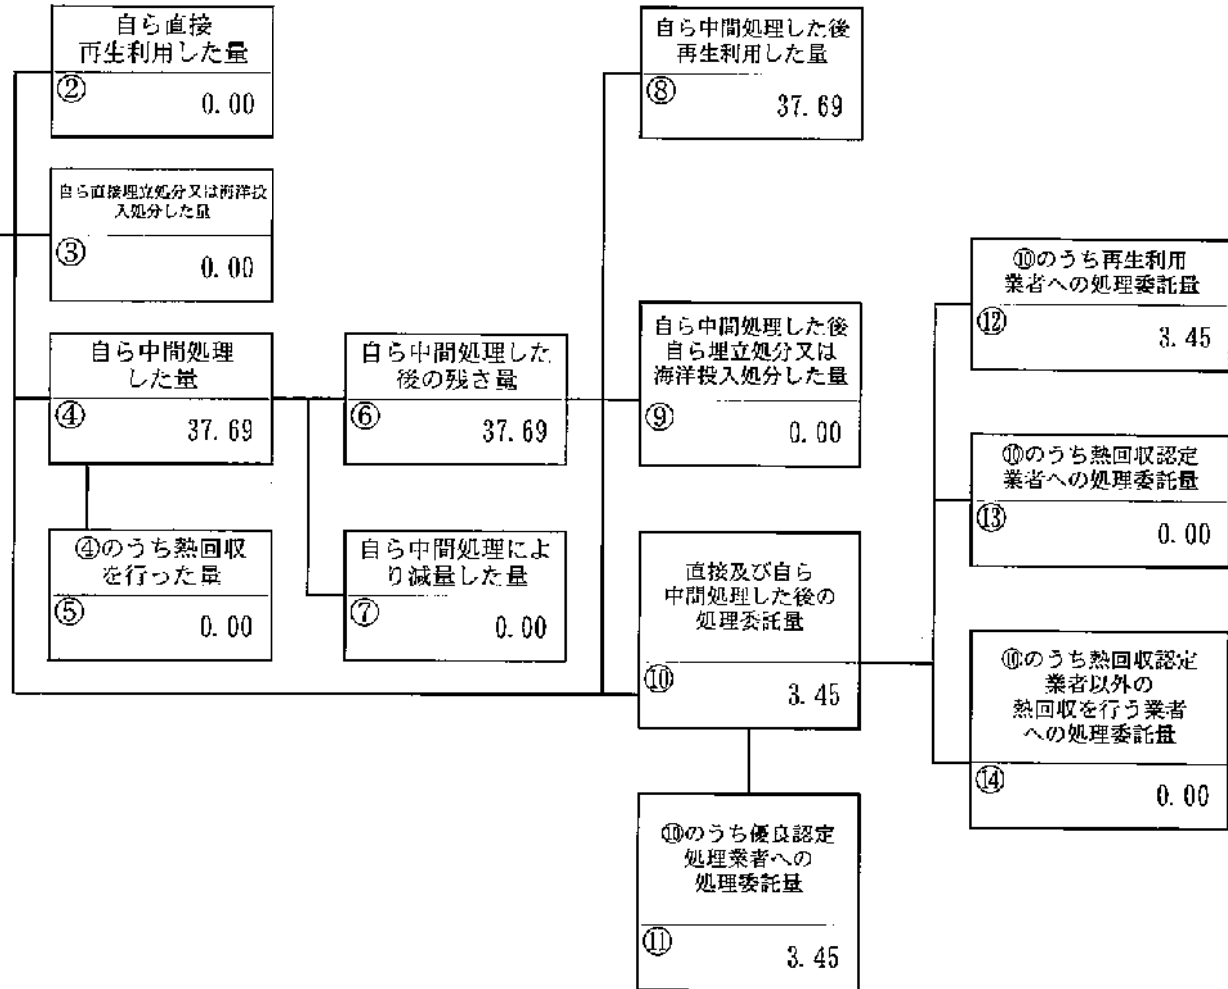 自ら直接
再生利用した量
②
0.00
自ら直接埋立処分又は海洋投
入処分した量
③
0.00
自ら中間処理
した量
④
37.69
④のうち熱回収
を行った量
⑤
0.00
自ら中間処理した
後の残さ量
⑥
37.69
自ら中間処理によ
り減量した量
⑦
0.00
自ら中間処理した後
再生利用した量
⑧
37.69
自ら中間処理した後
自ら埋立処分又は
海洋投入処分した量
⑨
0.00
直接及び自ら
中間処理した後の
処理委託量
⑩
3.45
⑩のうち優良認定
処理業者への
処理委託量
⑪
3.45
⑩のうち再生利用
業者への処理委託量
⑫
3.45
⑩のうち熱回収認定
業者への処理委託量
⑬
0.00
⑩のうち熱回収認定
業者以外の
熱回収を行う業者
への処理委託量
⑭
0.00